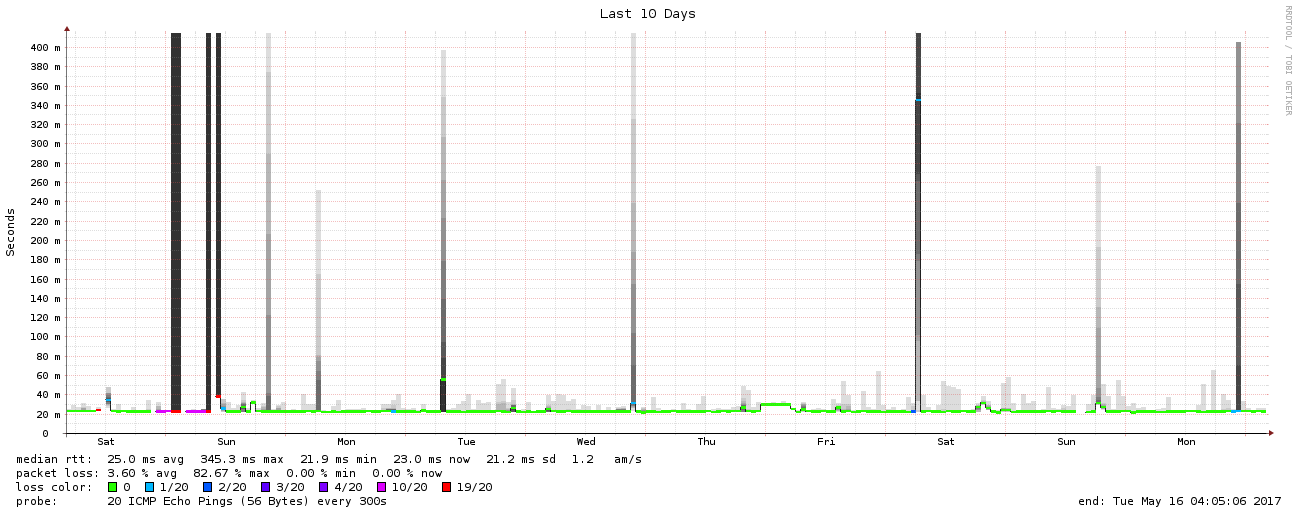 Last 10 Days
RRDTOOL / TOBI OETIKER
Seconds
400 m
380 m
360 m
340 m
320 m
300 m
280 m
260 m
240 m
220 m
200 m
180 m
160 m
140 m
120 m
100 m
80 m
60 m
40 m
20 m
0
Sat Sun Mon Tue Wed Thu Fri Sat Sun Mon
median rtt: 25.0 ms avg 345.3 ms max 21.9 ms min 23.0 ms now 21.2 ms sd 1.2 am/s
packet loss: 3.60 % avg 82.67 % max 0.00 % min 0.00 % now
loss color: 0 1/20 2/20 3/20 4/20 10/20 19/20
probe: 20 ICMP Echo Pings (56 Bytes) every 300s end: Tue May 16 04:05:06 2017